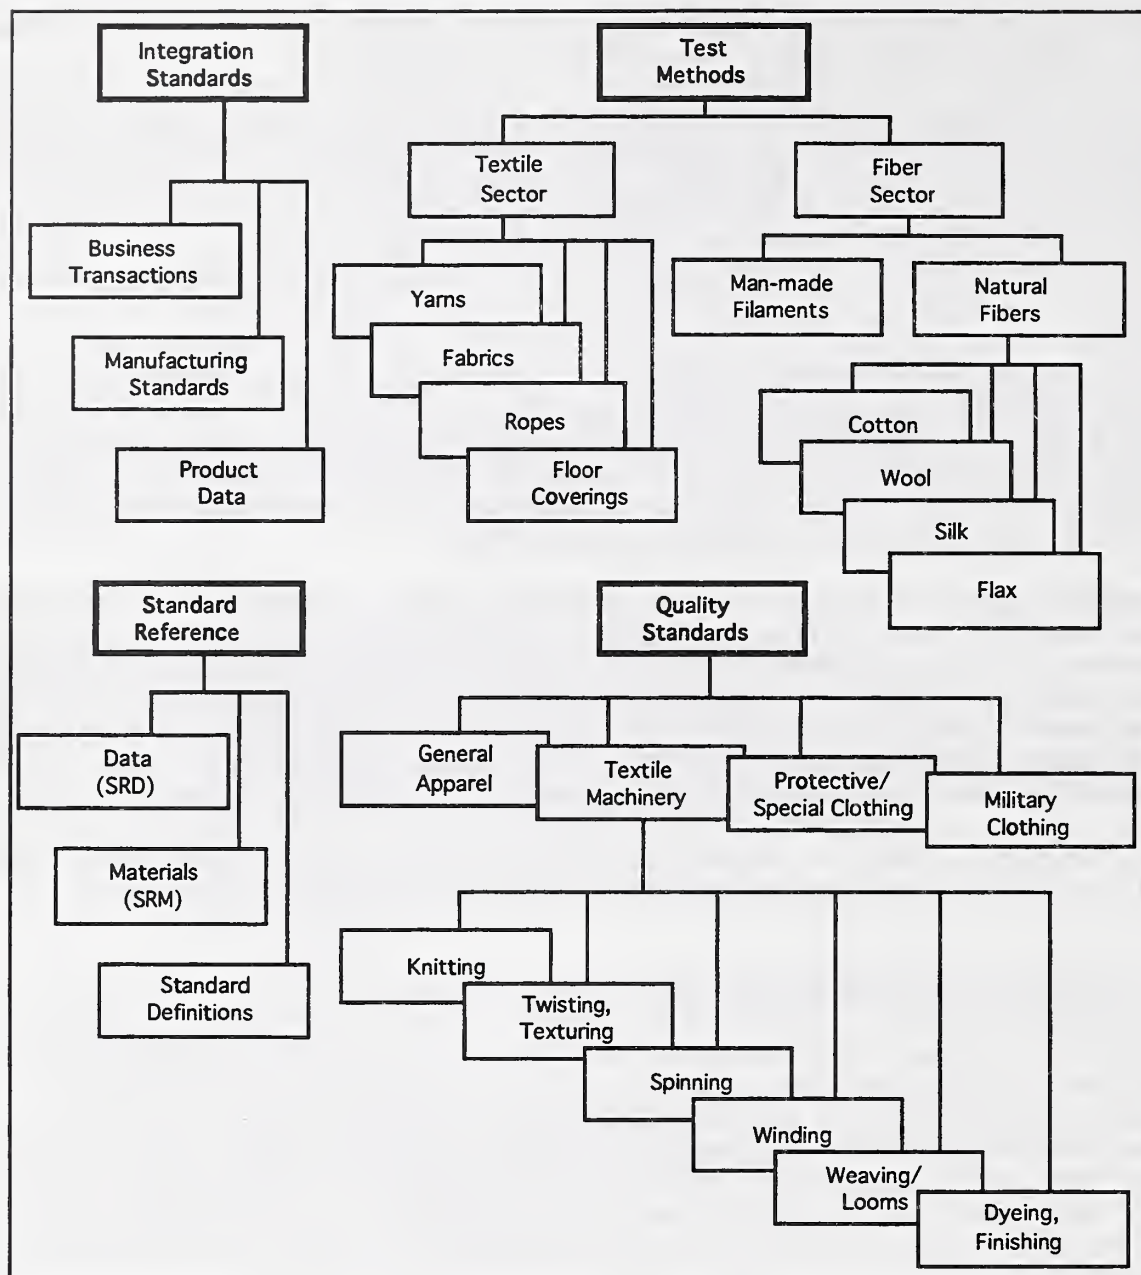 Integration
Standards
Business
Transactions
Manufacturing
Standards
Product
Data
Test
Methods
Textile
Sector
Yarns
Fabrics
Ropes
Floor
Coverings
Fiber
Sector
Man-made
Filaments
Natural
Fibers
Cotton
Wool
Silk
Flax
Standard
Reference
Data
(SRD)
Materials
(SRM)
Standard
Definitions
Quality
Standards
General
Apparel
Textile
Machinery
Protective/
Special Clothing
Military
Clothing
Knitting
Twisting,
Texturing
Spinning
Winding
Weaving/
Looms
Dyeing,
Finishing